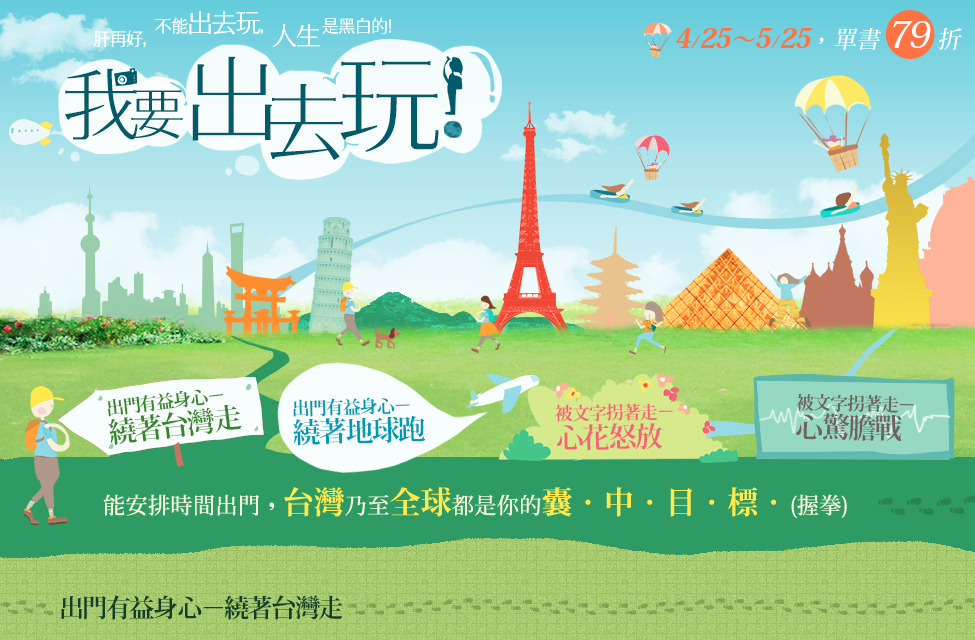 肝再好, 不能出去玩, 人生是黑白的!
4/25～5/25，單書79折
我要出去玩!
出門有益身心—
繞著台灣走
出門有益身心—
繞著地球跑
被文字拐著走—
心花怒放
被文字拐著走—
心驚膽戰
能安排時間出門，台灣乃至全球都是你的囊‧中‧目‧標‧(握拳)
出門有益身心—繞著台灣走